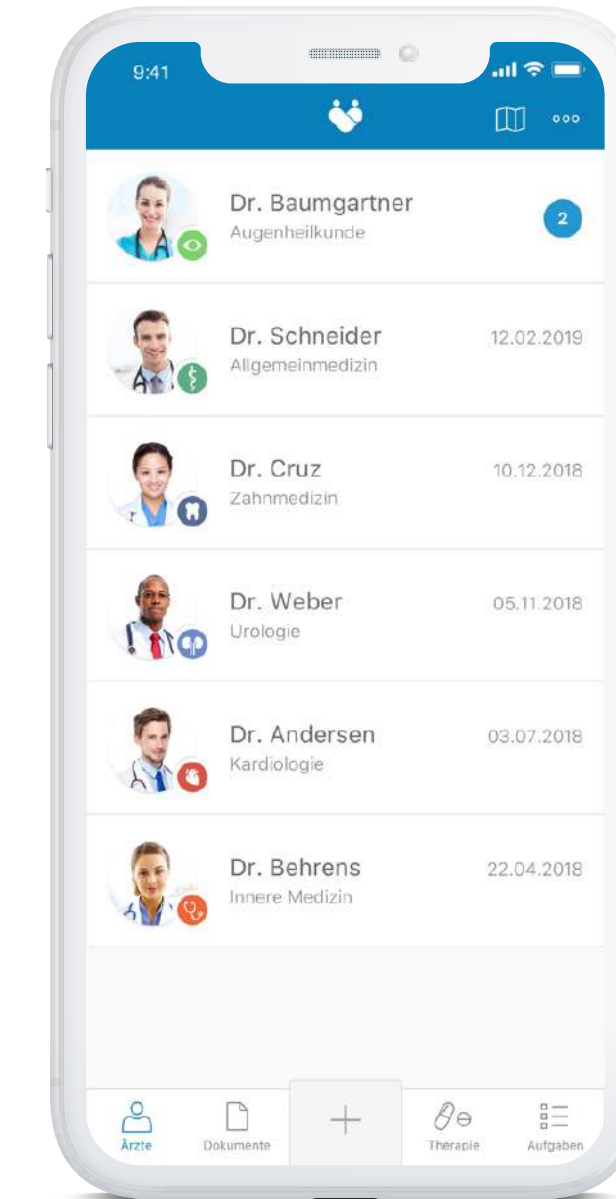 9:41
Dr. Baumgartner
Augenheilkunde
2
Dr. Schneider
Allgemeinmedizin
12.02.2019
Dr. Cruz
Zahnmedizin
10.12.2018
Dr. Weber
Urologie
05.11.2018
Dr. Andersen
Kardiologie
03.07.2018
Dr. Behrens
Innere Medizin
22.04.2018
Ärzte
Dokumente
Therapie
Aufgaben